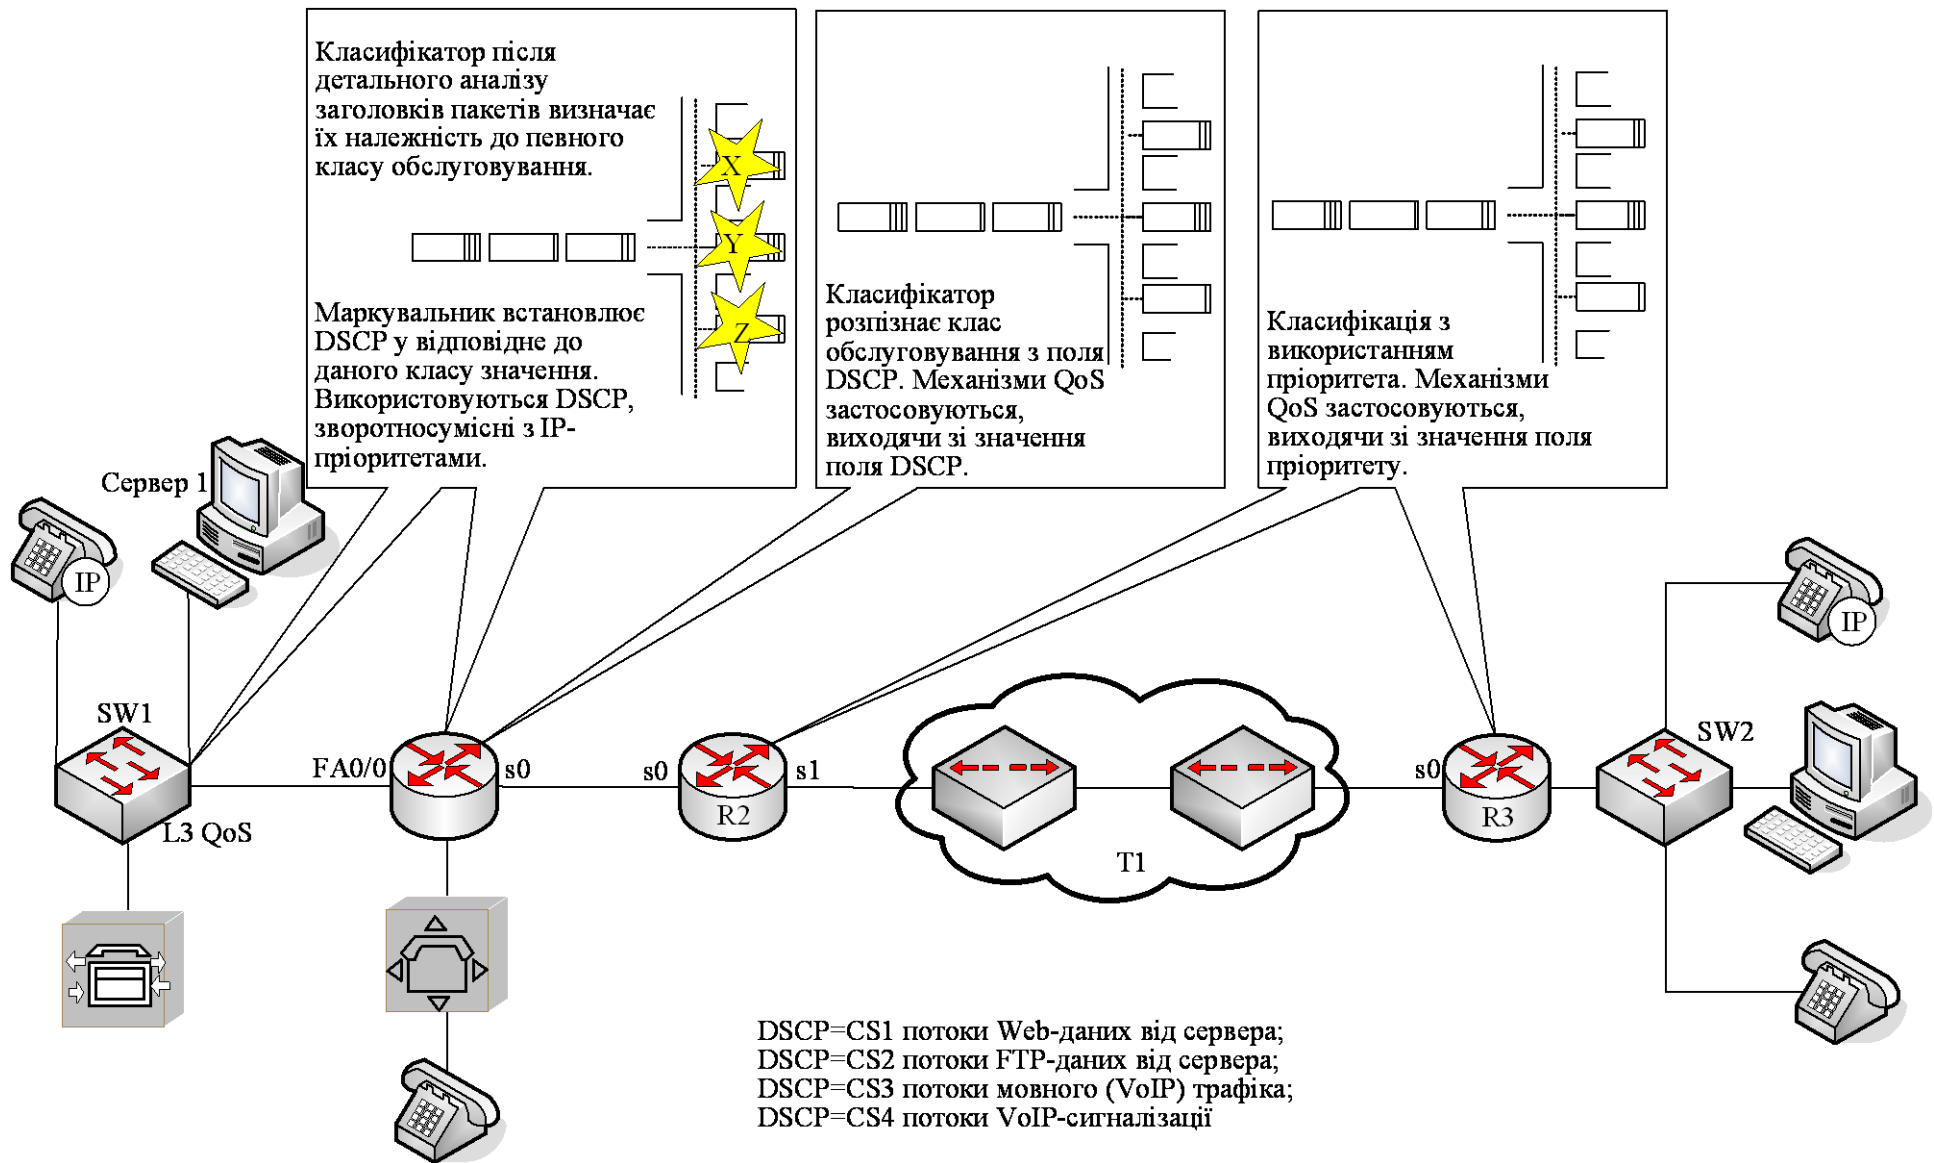 Класифікатор після
детального аналізу
заголовків пакетів визначає
їх належність до певного
класу обслуговування.
X
Y
Z
Маркувальник встановлює
DSCP у відповідне до
даного класу значення.
Використовуються DSCP,
зворотносумісні з IP-
пріоритетами.
Класифікатор
розпізнає клас
обслуговування з поля
DSCP. Механізми QoS
застосовуються,
виходячи зі значення
поля DSCP.
Класифікація з
використанням
пріоритета. Механізми
QoS застосовуються,
виходячи зі значення поля
пріоритету.
Сервер 1
IP
IP
SW1
L3 QoS
FA0/0
s0
s0
R2
s1
T1
s0
R3
SW2
DSCP=CS1 потоки Web-даних від сервера;
DSCP=CS2 потоки FTP-даних від сервера;
DSCP=CS3 потоки мовного (VoIP) трафіка;
DSCP=CS4 потоки VoIP-сигналізації